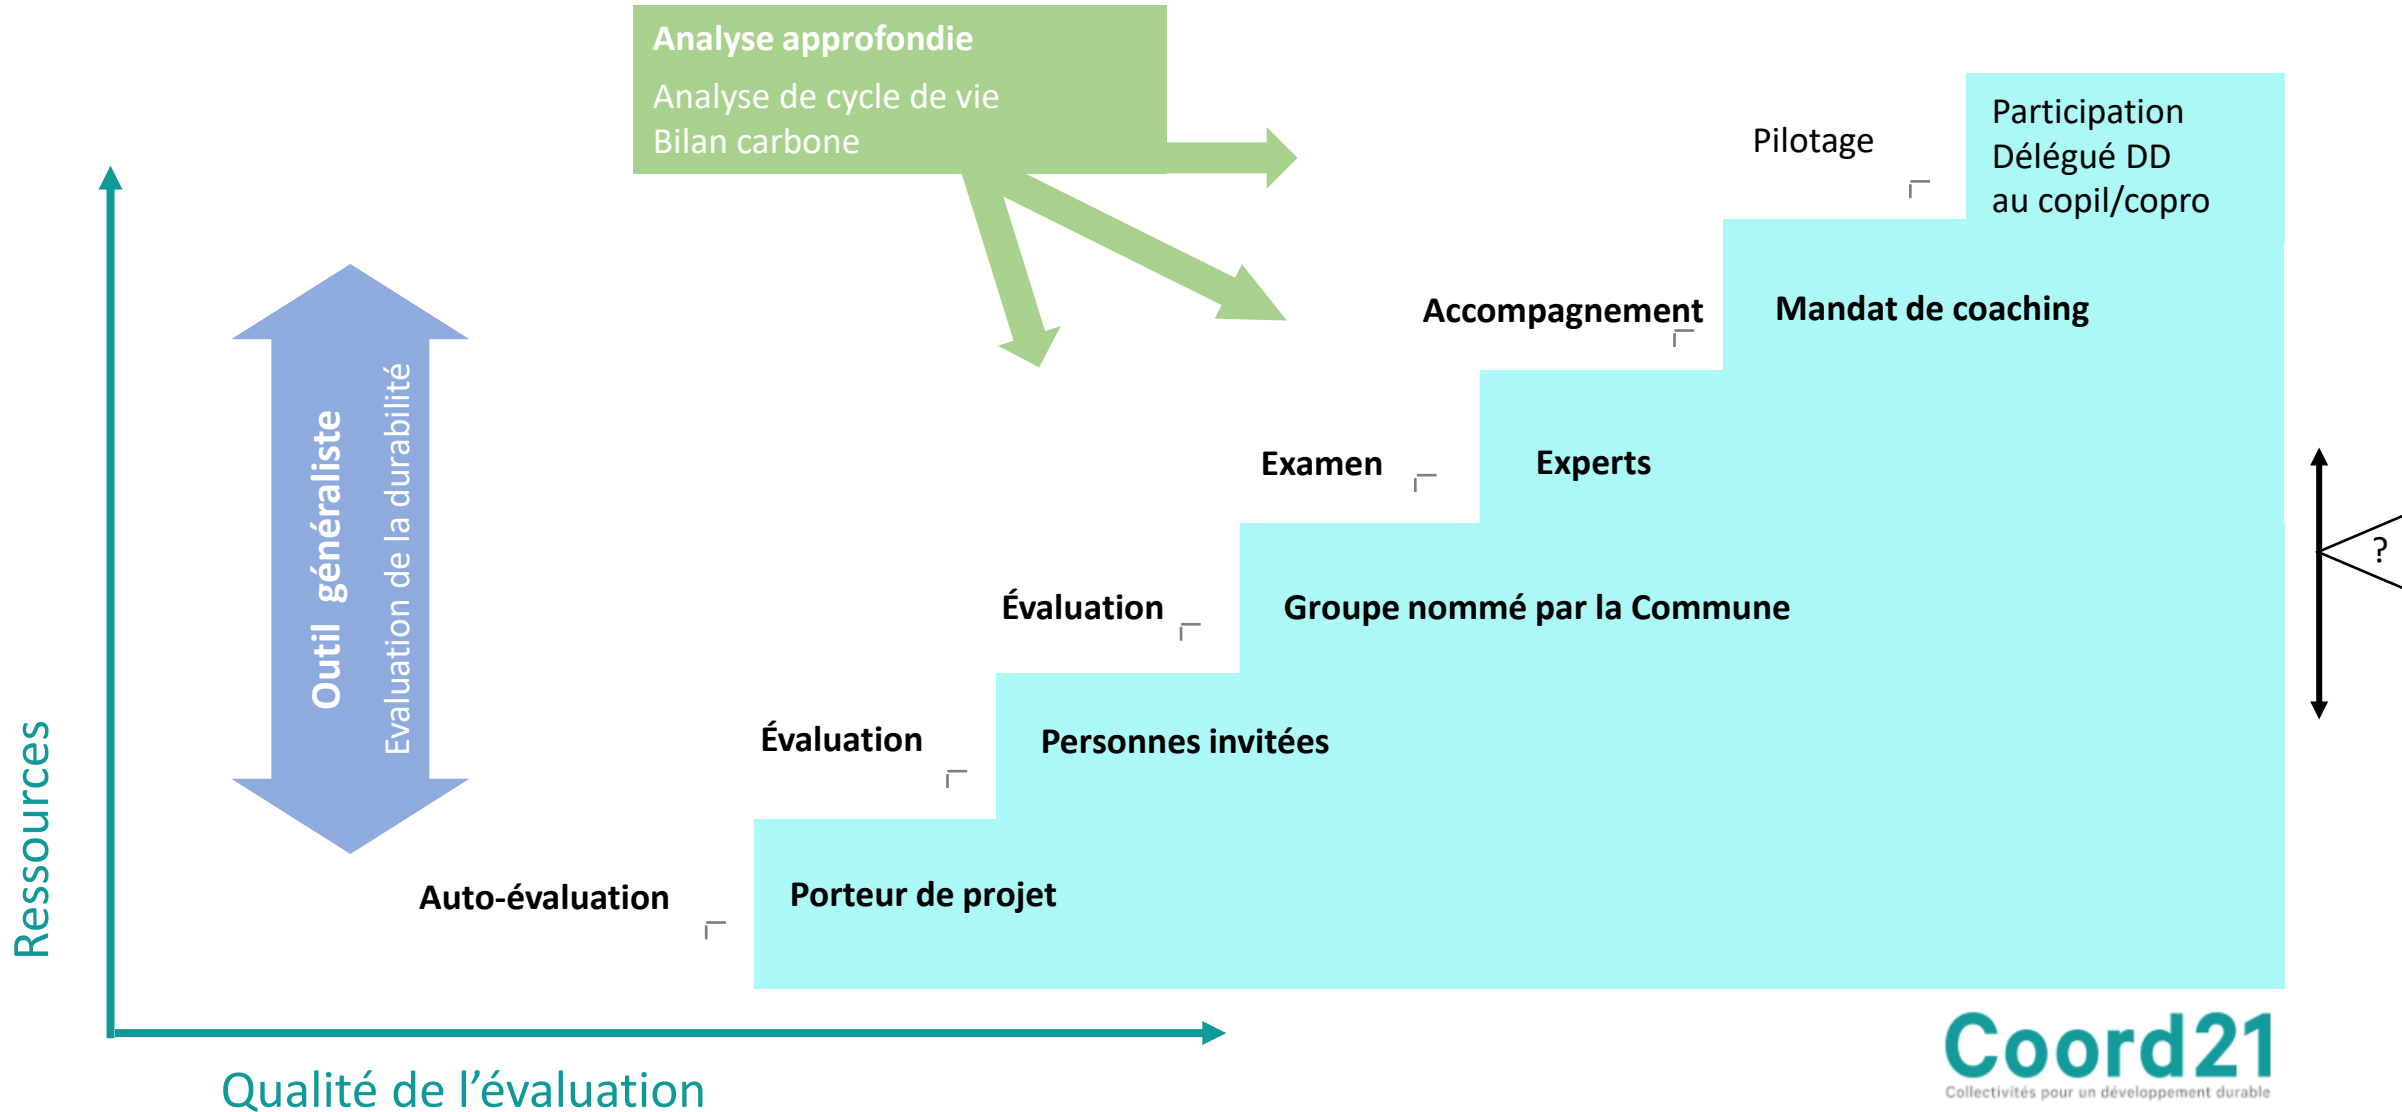 Analyse approfondie
Analyse de cycle de vie
Bilan carbone
Pilotage
Participation
Délégué DD
au copil/copro
Accompagnement
Mandat de coaching
Examen
Experts
?
Évaluation
Groupe nommé par la Commune
Évaluation
Personnes invitées
Auto-évaluation
Porteur de projet
Outil généraliste
Evaluation de la durabilité
Ressources
Qualité de l’évaluation
Coord21
Collectivités pour un développement durable